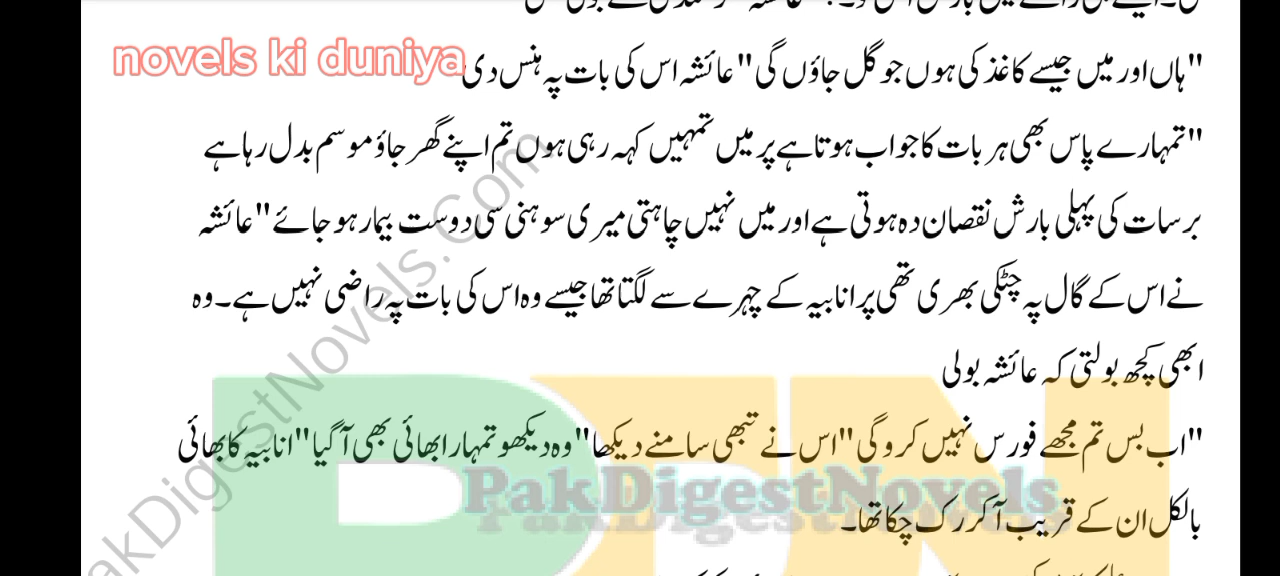 novels ki duniya
"ہاں اور میں جیسے کاغذ کی ہوں جو گل جاؤں گی" عائشہ اس کی بات پہ ہنس دی
"تمہارے پاس بھی ہر بات کا جواب ہوتا ہے پر میں تمہیں کہہ رہی ہوں تم اپنے گھر جاؤ موسم بدل رہا ہے
برسات کی پہلی بارش نقصان دہ ہوتی ہے اور میں نہیں چاہتی میری سوہنی سی دوست بیمار ہو جائے" عائشہ
نے اس کے گال پہ چٹکی بھری تھی پر انابیہ کے چہرے سے لگتا تھا جیسے وہ اس کی بات پہ راضی نہیں ہے۔ وہ
ابھی کچھ بولتی کہ عائشہ بولی
"اب بس تم مجھے فورس نہیں کرو گی" اس نے تبھی سامنے دیکھا "وہ دیکھو تمہارا بھائی بھی آ گیا" انابیہ کا بھائی
بالکل ان کے قریب آ کر رک چکا تھا۔
PakDigestNovels
PakDigestNovels.Com